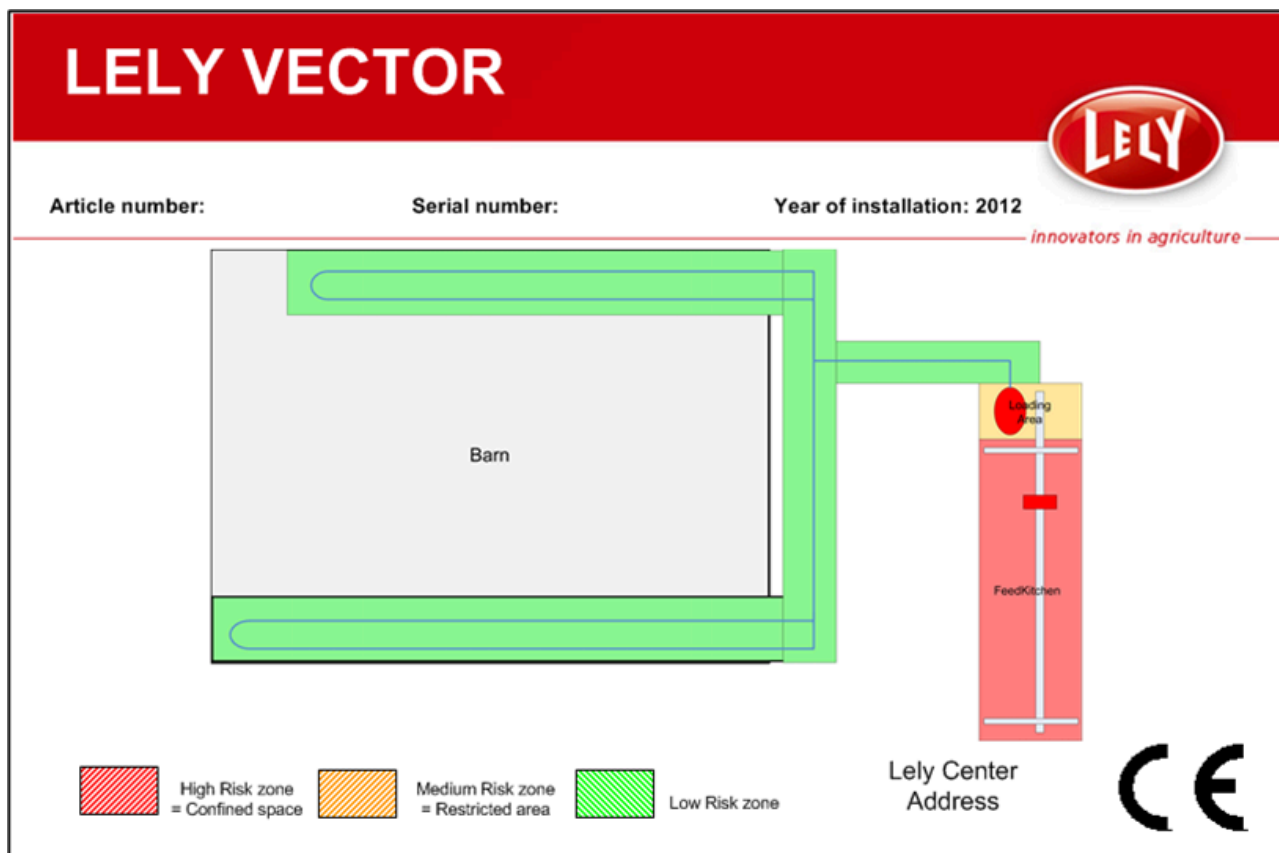 LELY VECTOR
LELY
Article number:
Serial number:
Year of installation: 2012
innovators in agriculture
Loading
Area
Barn
FeedKitchen
High Risk zone
= Confined space
Medium Risk zone
= Restricted area
Low Risk zone
Lely Center
Address
CE